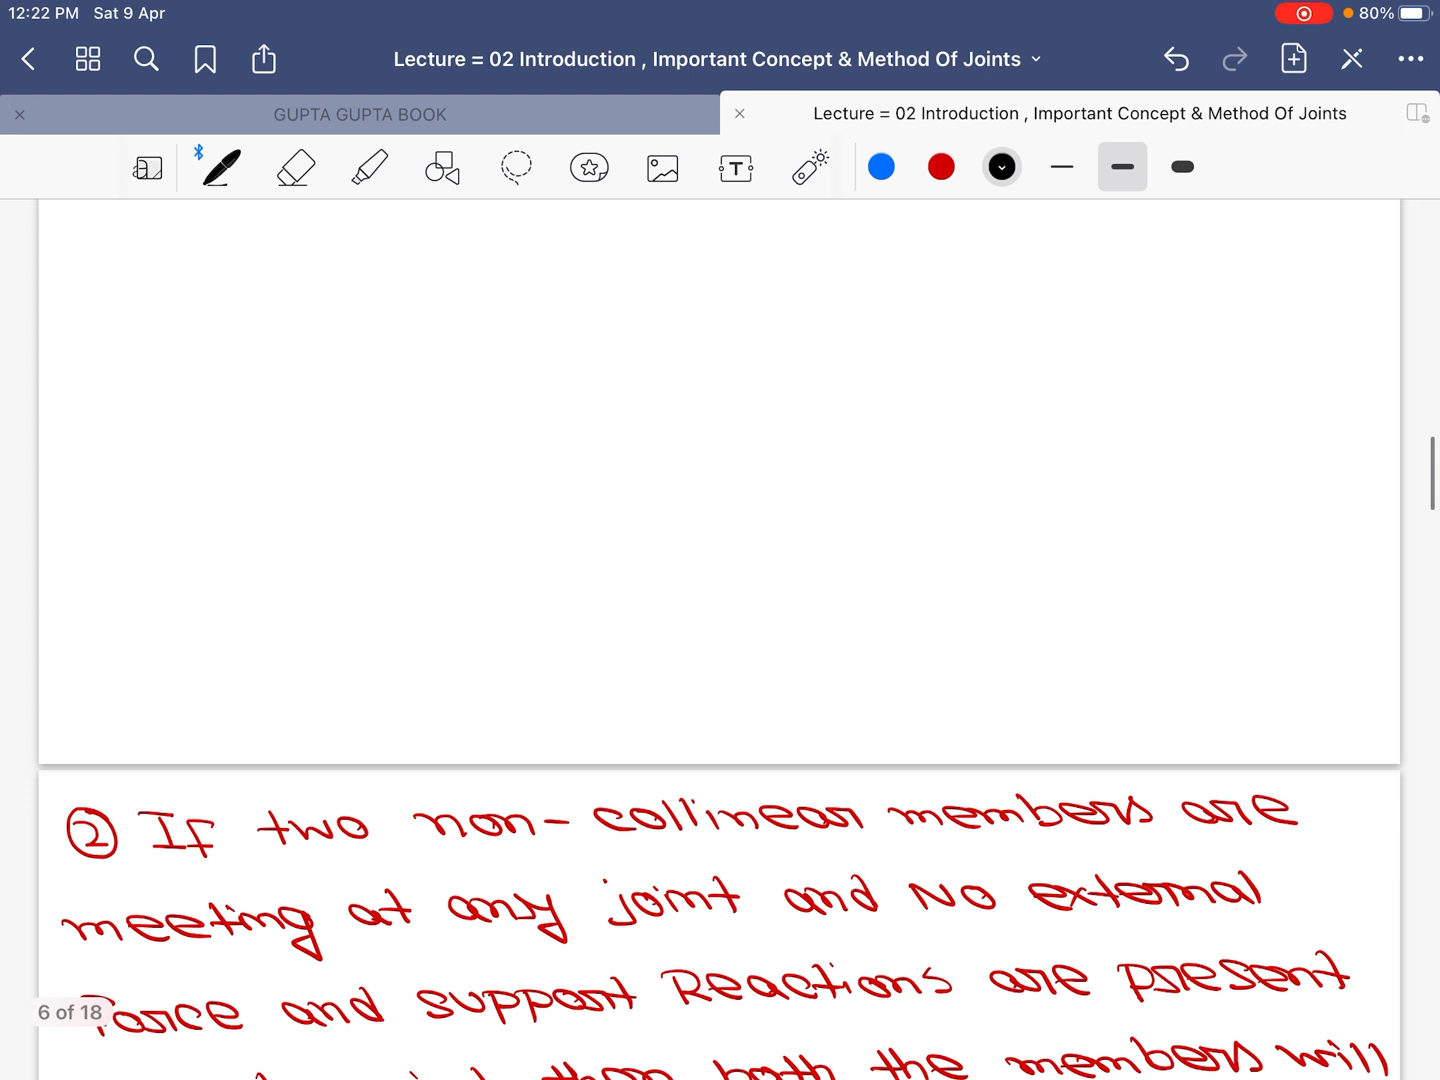 12:22 PM Sat 9 Apr
80%
Lecture = 02 Introduction , Important Concept & Method Of Joints
GUPTA GUPTA BOOK
Lecture = 02 Introduction , Important Concept & Method Of Joints
② If two non-collinear members are
meeting at any joint and No external
Force and support Reactions are present
both the members will
6 of 18